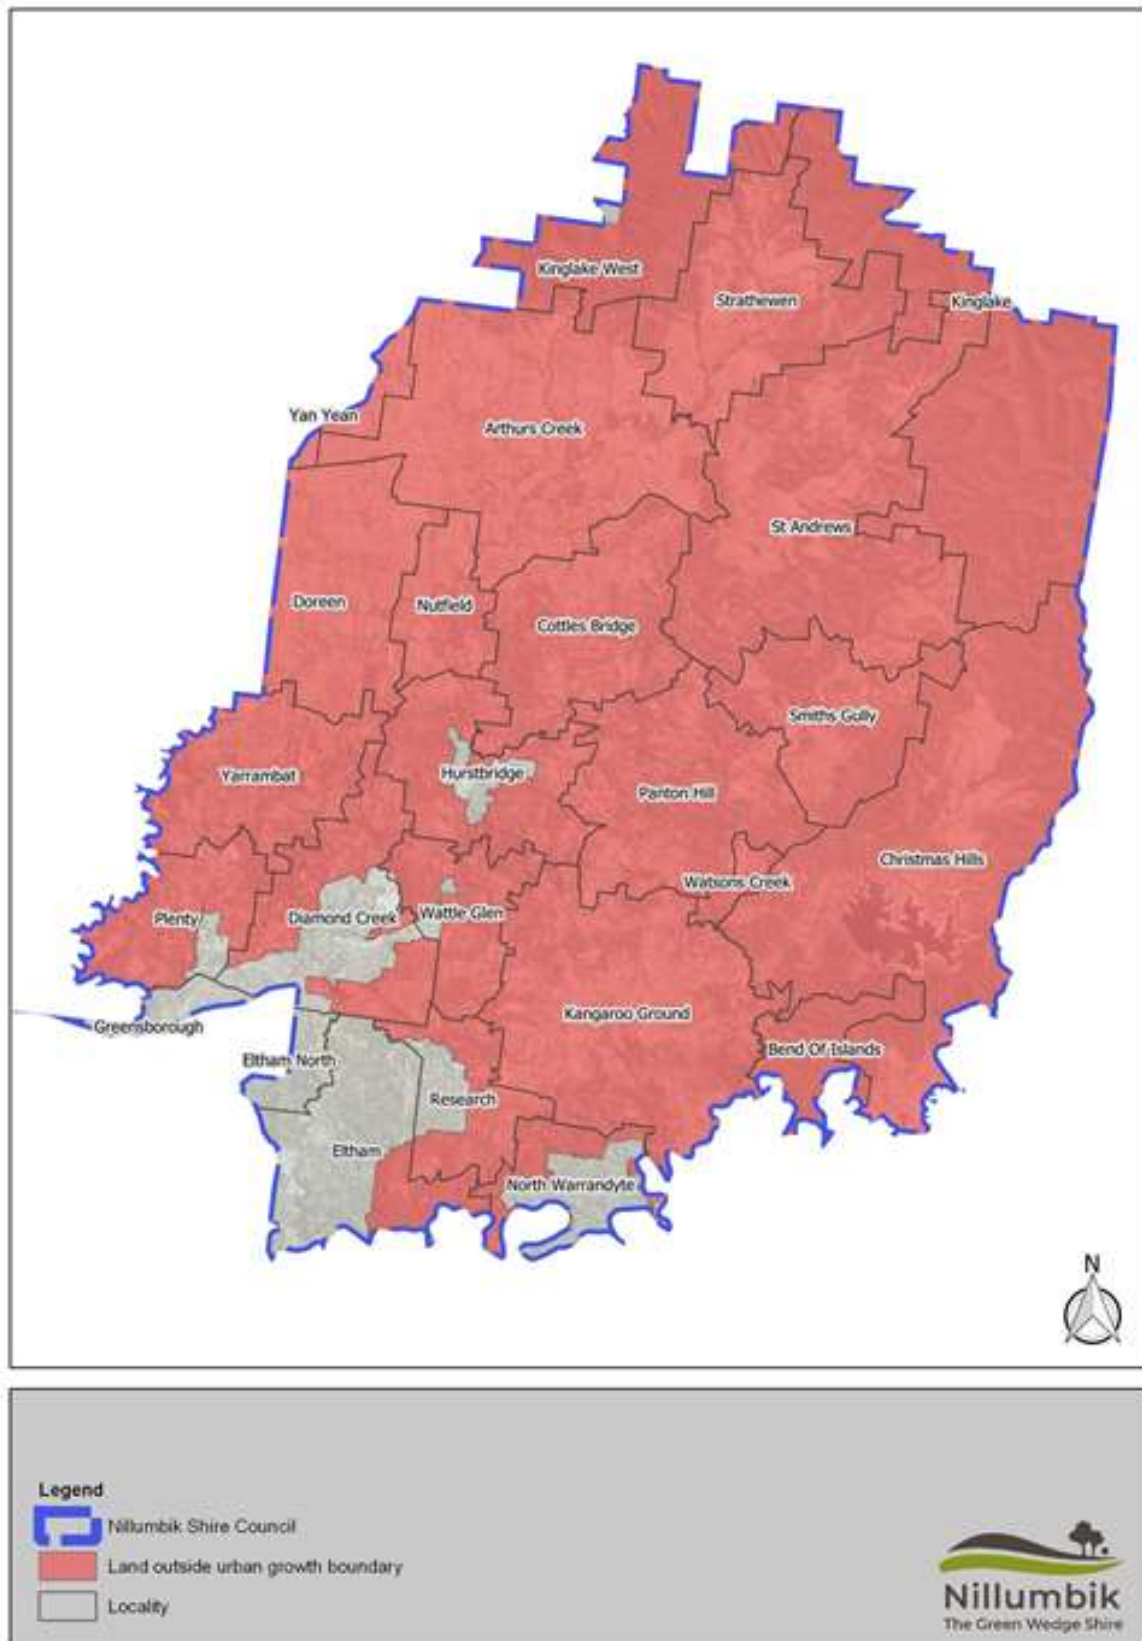 Kinglake West
Strathewen
Kinglake
Yan Yean
Arthurs Creek
St Andrews
Doreen
Nutfield
Cottles Bridge
Smiths Gully
Yarrambat
Hurstbridge
Panton Hill
Christmas Hills
Watsons Creek
Plenty
Diamond Creek
Wattle Glen
Kangaroo Ground
Greensborough
Bend Of Islands
Eltham North
Research
Eltham
North Warrandyte
N
Legend
Nillumbik Shire Council
Land outside urban growth boundary
Locality
Nillumbik
The Green Wedge Shire